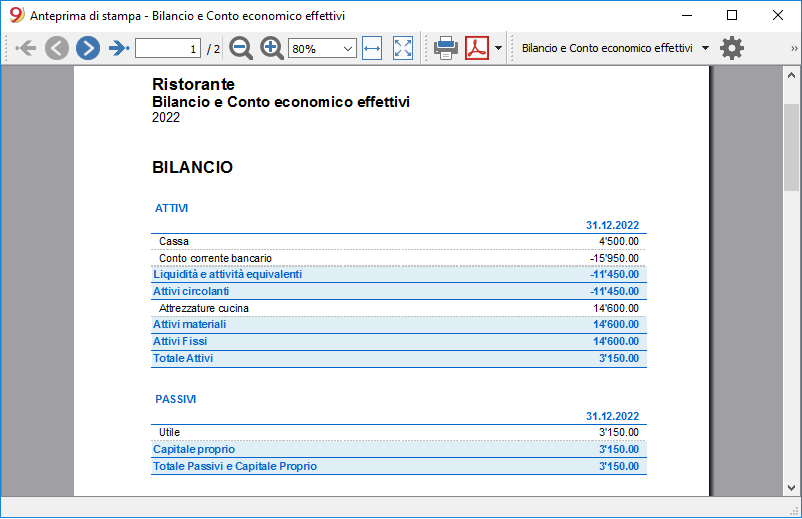 Anteprima di stampa - Bilancio e Conto economico effettivi
1 / 2 80% Bilancio e Conto economico effettivi »
Ristorante
Bilancio e Conto economico effettivi
2022
BILANCIO
ATTIVI
31.12.2022
Cassa 4'500.00
Conto corrente bancario -15'950.00
Liquidità e attività equivalenti -11'450.00
Attivi circolanti -11'450.00
Attrezzature cucina 14'600.00
Attivi materiali 14'600.00
Attivi Fissi 14'600.00
Totale Attivi 3'150.00
PASSIVI
31.12.2022
Utile 3'150.00
Capitale proprio 3'150.00
Totale Passivi e Capitale Proprio 3'150.00